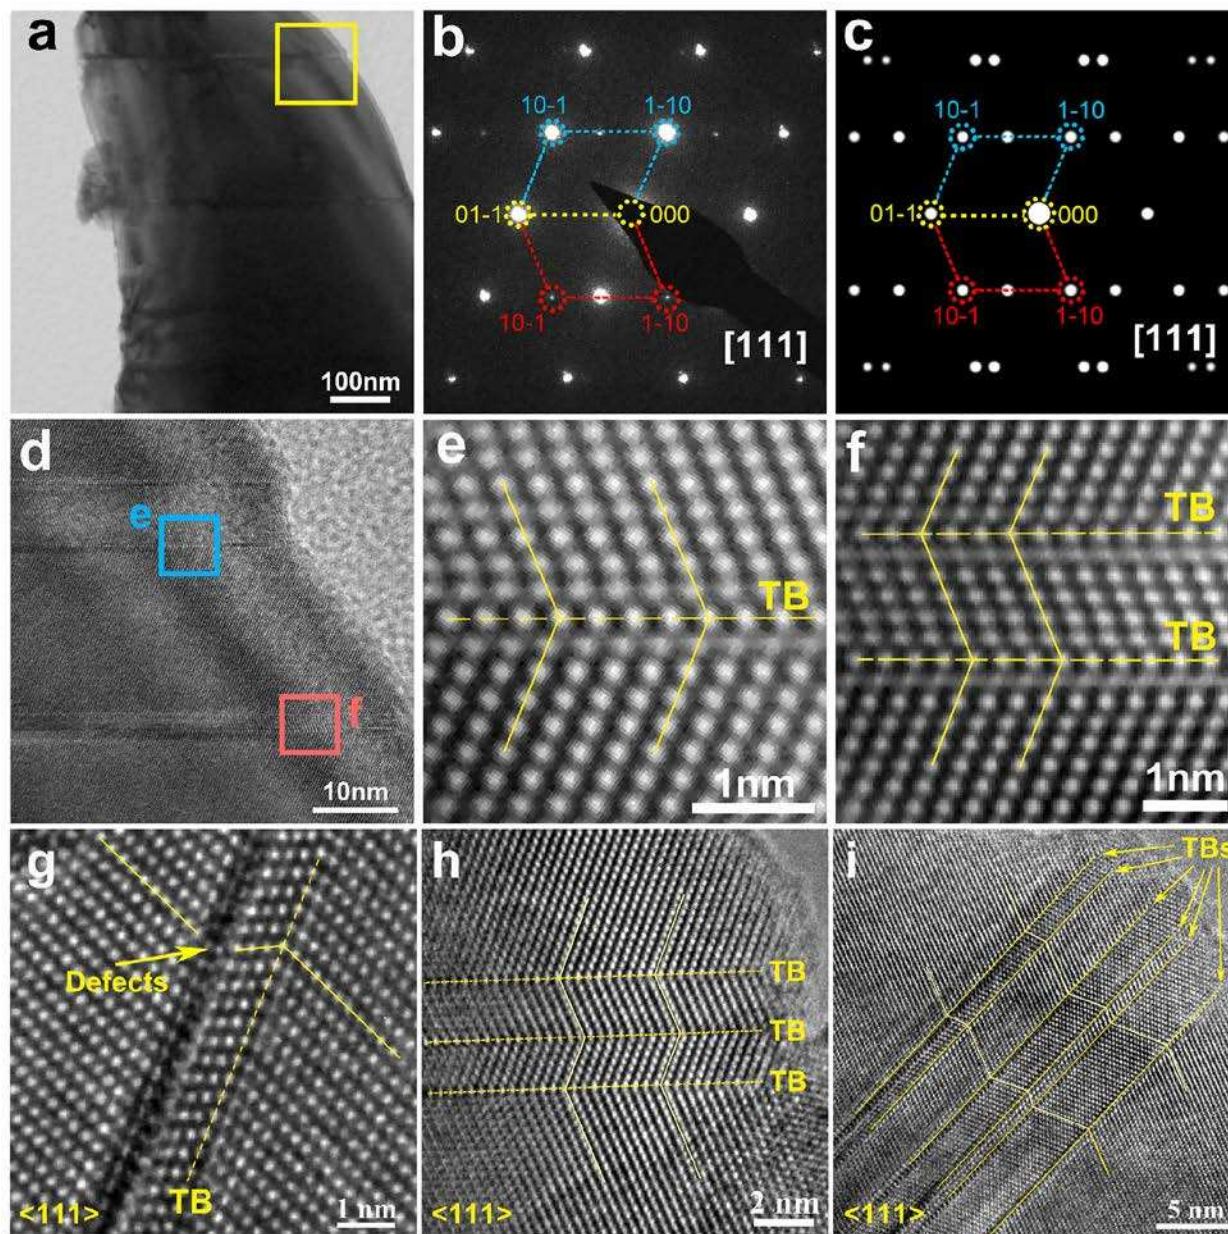 a
100nm
b
10-1
1-10
01-1
000
10-1
1-10
[111]
c
10-1
1-10
01-1
000
10-1
1-10
[111]
d
e
f
10nm
e
TB
1nm
f
TB
TB
1nm
g
Defects
TB
<111>
1 nm
h
TB
TB
TB
<111>
2 nm
i
TBs
<111>
5 nm